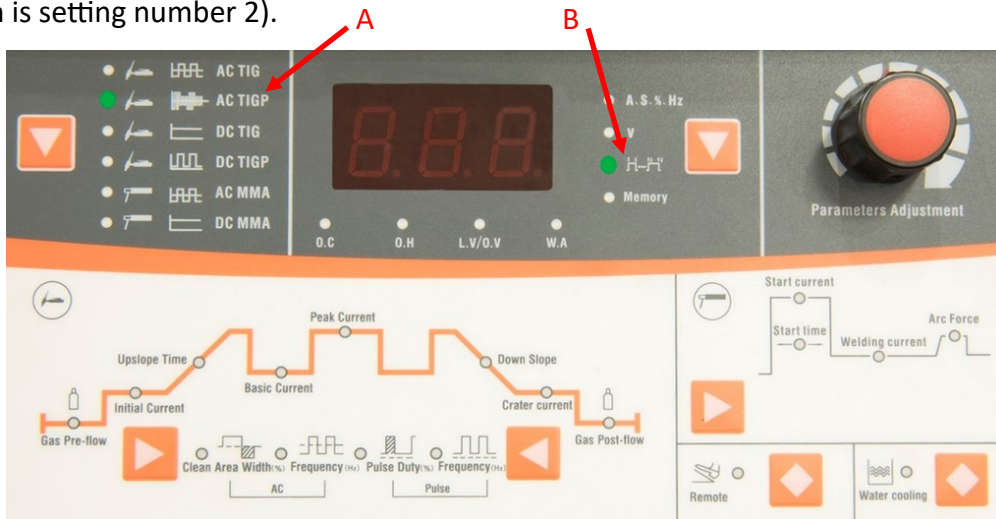 n is setting number 2).
A
B
AC TIG
AC TIGP
DC TIG
DC TIGP
AC MMA
DC MMA
8.8.8.
O.C
O.H
L.V/O.V
W.A
A.S.%.Hz
V
Memory
Parameters Adjustment
Gas Pre-flow
Initial Current
Upslope Time
Basic Current
Peak Current
Down Slope
Crater current
Gas Post-flow
Clean Area Width(%)
Frequency(Hz)
AC
Pulse Duty(%)
Frequency(Hz)
Pulse
Start current
Start time
Welding current
Arc Force
Remote
Water cooling